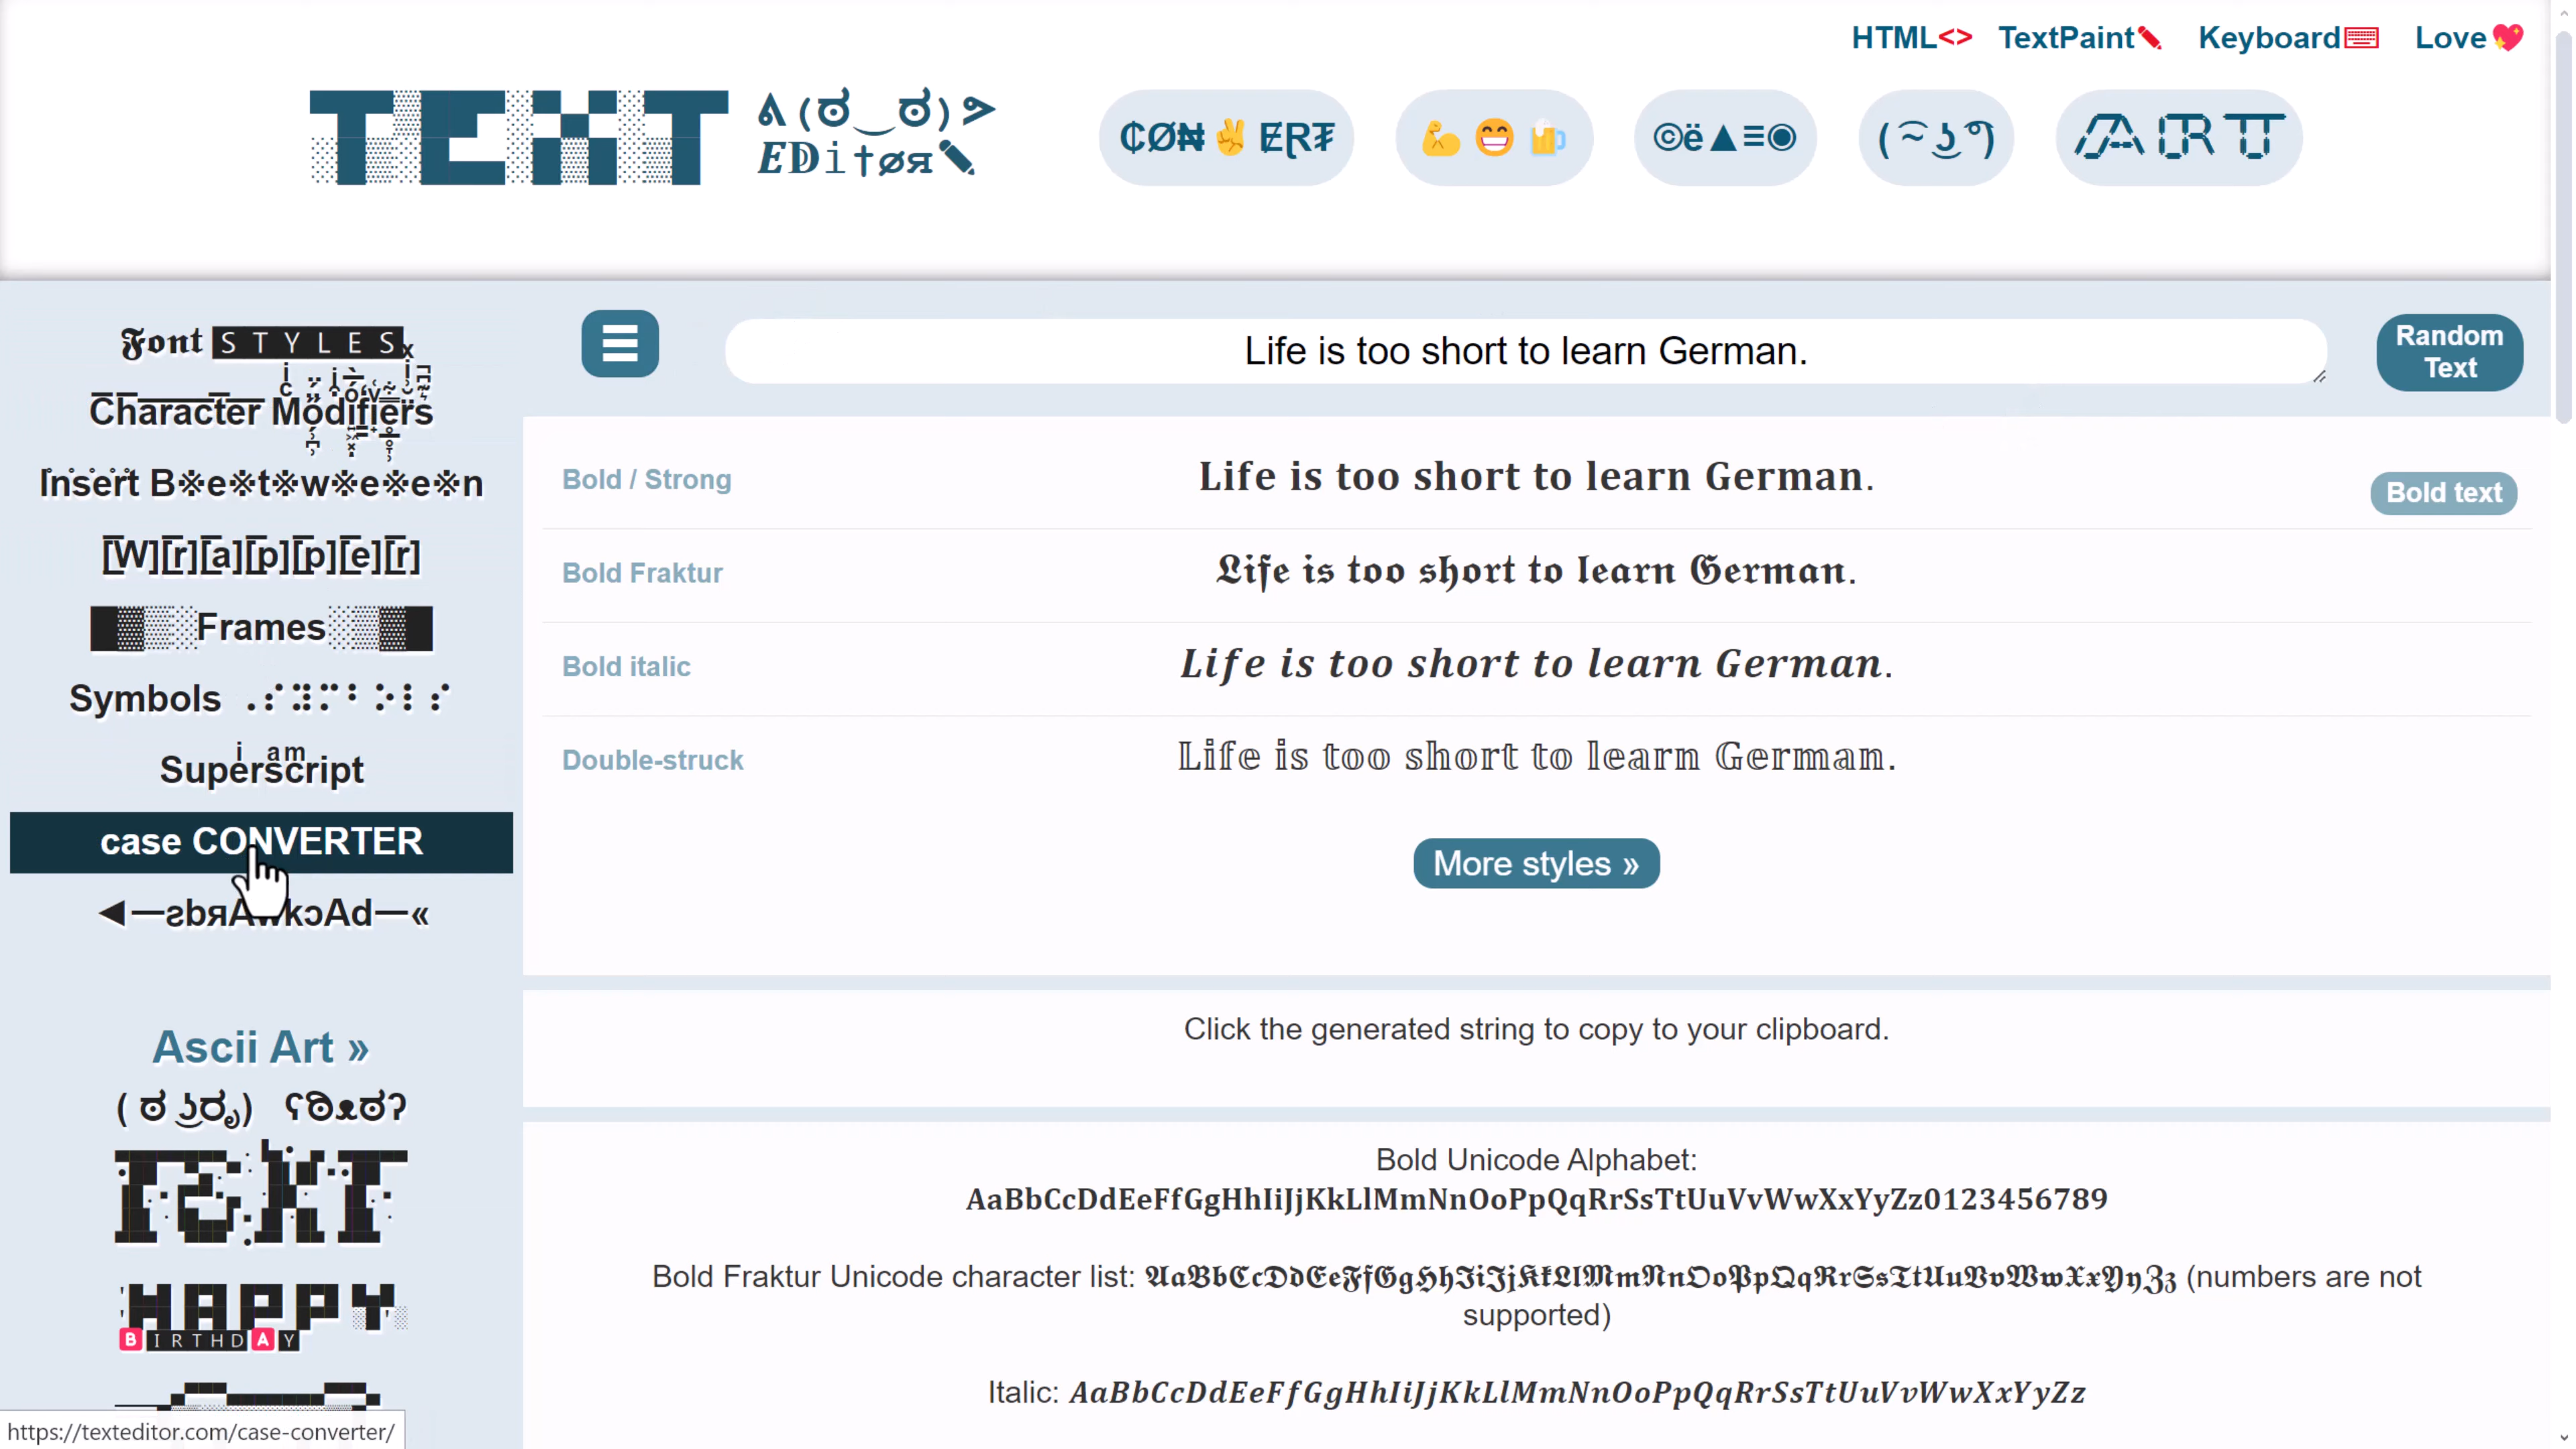 HTML<> TextPaint Keyboard Love
TEXT
EDitor
CONVERT
ART
Font STYLES
Random
Text
Life is too short to learn German.
Character Modifiers
Insert B※e※t※w※e※e※n
[W][r][a][p][p][e][r]
Frames
Symbols
Superscript
i am
case CONVERTER
◄—ƨbяAwkɔAd—«
Bold / Strong
Life is too short to learn German.
Bold text
Bold Fraktur
Life is too short to learn German.
Bold italic
Life is too short to learn German.
Double-struck
Life is too short to learn German.
More styles »
Click the generated string to copy to your clipboard.
Ascii Art »
TEXT
HAPPY
BIRTHDAY
Bold Unicode Alphabet:
AaBbCcDdEeFfGgHhIiJjKkLlMmNnOoPpQqRrSsTtUuVvWwXxYyZz0123456789
Bold Fraktur Unicode character list: AaBbCcDdEeFfGgHhIiJjKkLlMmNnOoPpQqRrSsTtUuVvWwXxYyZz (numbers are not
supported)
Italic: AaBbCcDdEeFfGgHhIiJjKkLlMmNnOoPpQqRrSsTtUuVvWwXxYyZz
https://texteditor.com/case-converter/